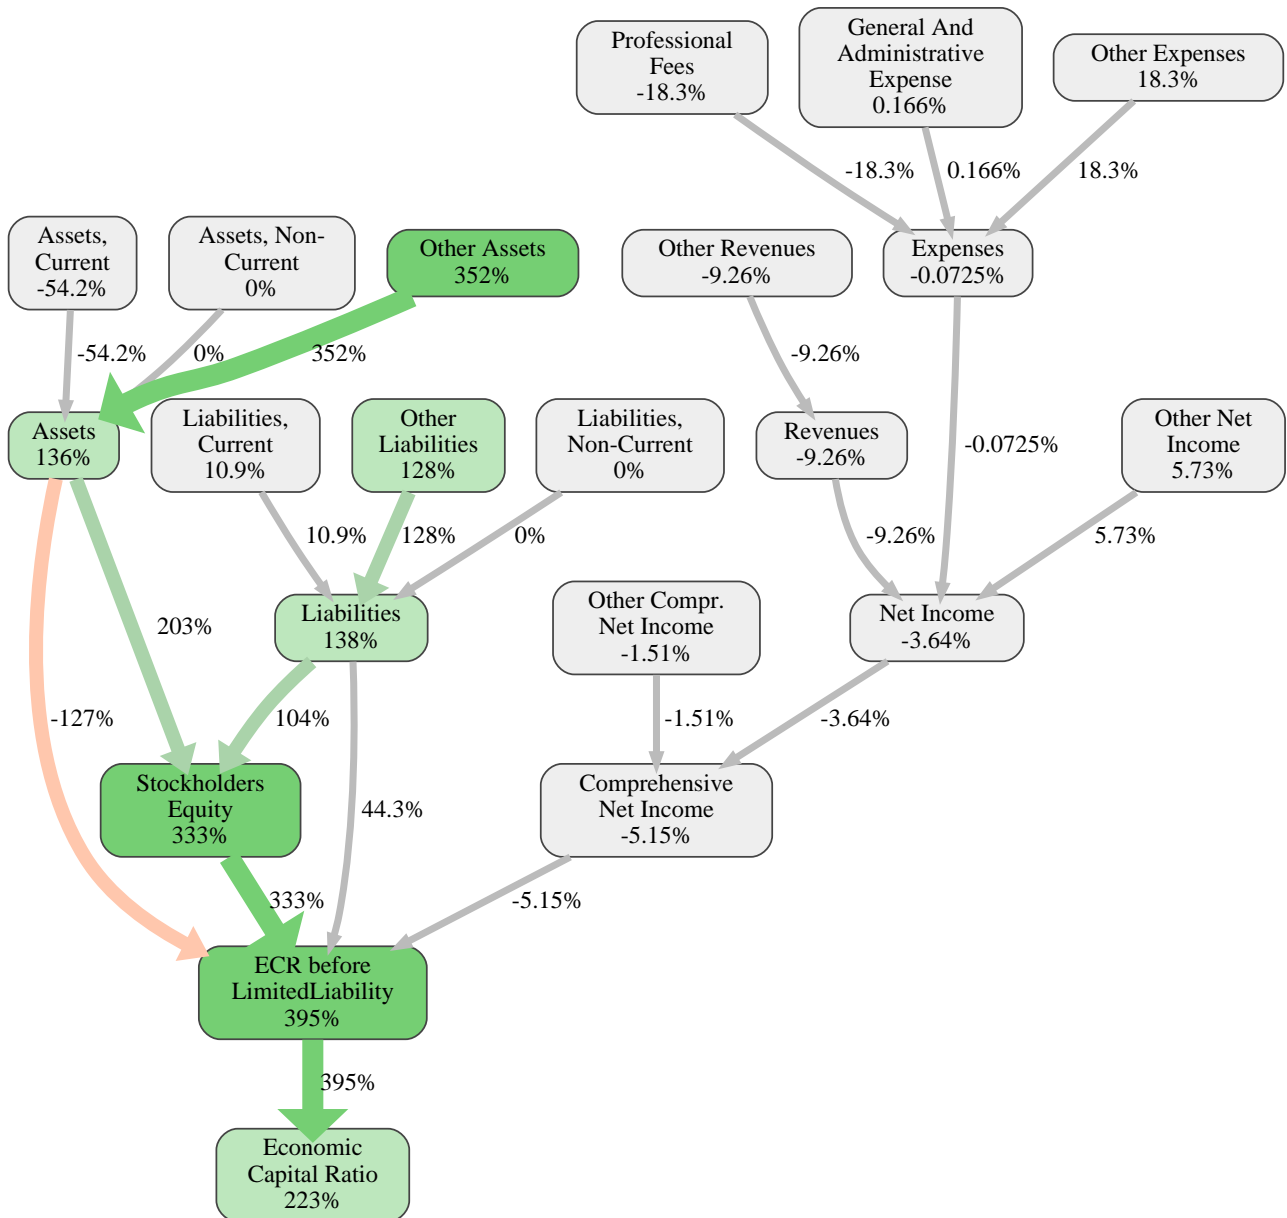 Professional
Fees
-18.3%
General And
Administrative
Expense
0.166%
Other Expenses
18.3%
-18.3%
0.166%
18.3%
Assets,
Current
-54.2%
Assets, Non-
Current
0%
Other Assets
352%
Other Revenues
-9.26%
Expenses
-0.0725%
-54.2%
0%
352%
-9.26%
Assets
136%
Liabilities,
Current
10.9%
Other
Liabilities
128%
Liabilities,
Non-Current
0%
Revenues
-9.26%
-0.0725%
Other Net
Income
5.73%
10.9%
128%
0%
-9.26%
5.73%
203%
Liabilities
138%
Other Compr.
Net Income
-1.51%
Net Income
-3.64%
-127%
104%
44.3%
-1.51%
-3.64%
Stockholders
Equity
333%
Comprehensive
Net Income
-5.15%
333%
-5.15%
ECR before
LimitedLiability
395%
395%
Economic
Capital Ratio
223%